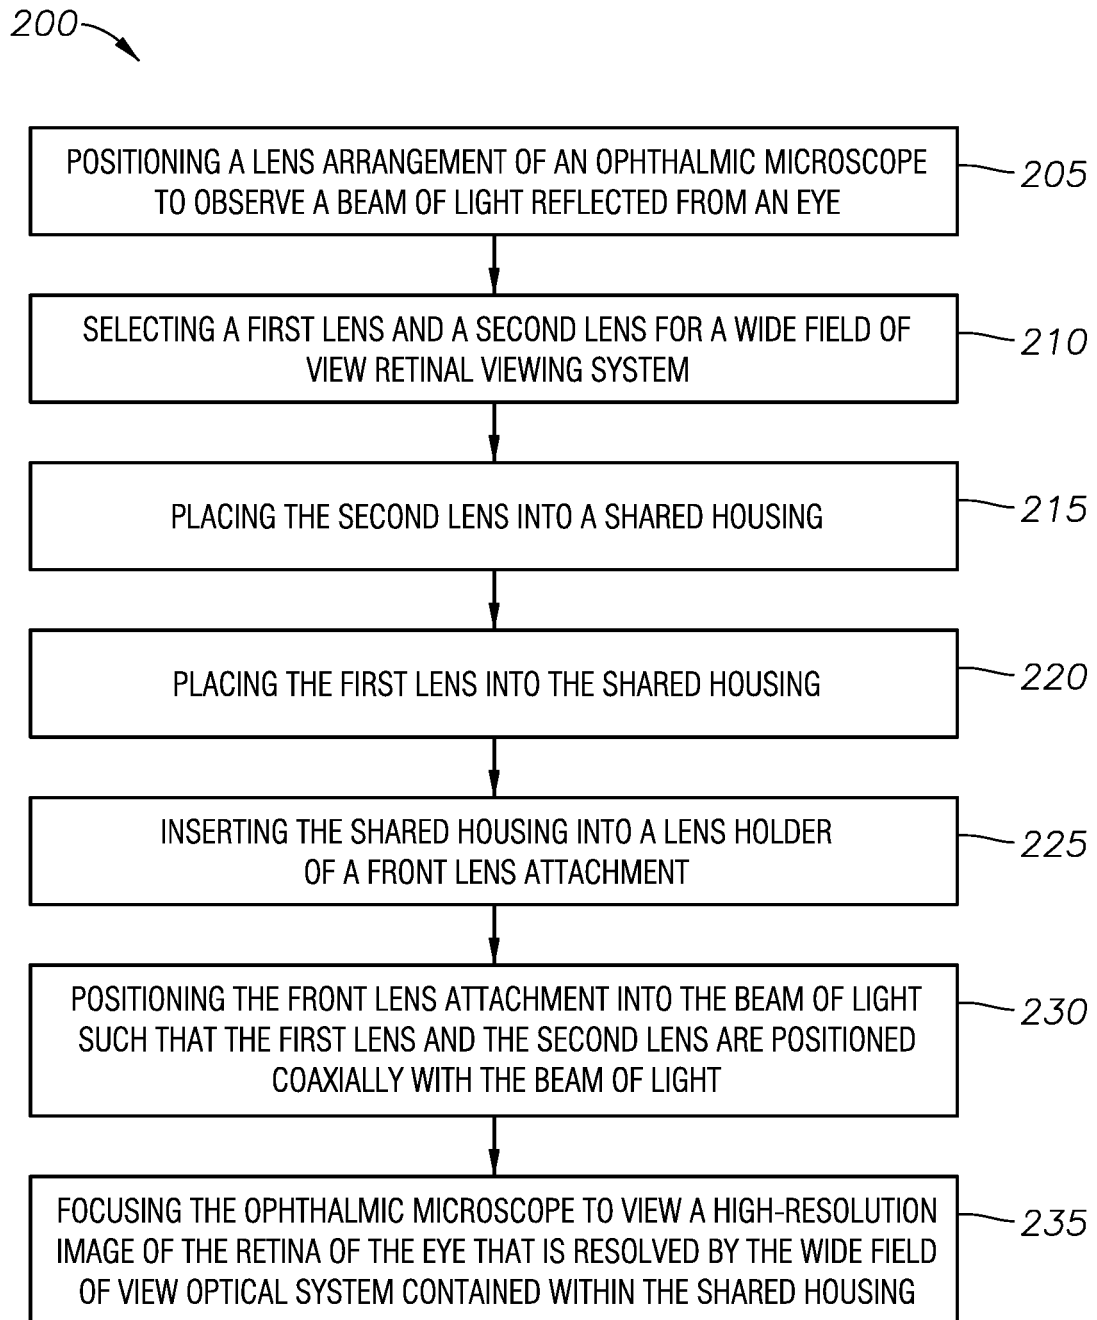 200
POSITIONING A LENS ARRANGEMENT OF AN OPHTHALMIC MICROSCOPE
TO OBSERVE A BEAM OF LIGHT REFLECTED FROM AN EYE
205
SELECTING A FIRST LENS AND A SECOND LENS FOR A WIDE FIELD OF
VIEW RETINAL VIEWING SYSTEM
210
PLACING THE SECOND LENS INTO A SHARED HOUSING
215
PLACING THE FIRST LENS INTO THE SHARED HOUSING
220
INSERTING THE SHARED HOUSING INTO A LENS HOLDER
OF A FRONT LENS ATTACHMENT
225
POSITIONING THE FRONT LENS ATTACHMENT INTO THE BEAM OF LIGHT
SUCH THAT THE FIRST LENS AND THE SECOND LENS ARE POSITIONED
COAXIALLY WITH THE BEAM OF LIGHT
230
FOCUSING THE OPHTHALMIC MICROSCOPE TO VIEW A HIGH-RESOLUTION
IMAGE OF THE RETINA OF THE EYE THAT IS RESOLVED BY THE WIDE FIELD
OF VIEW OPTICAL SYSTEM CONTAINED WITHIN THE SHARED HOUSING
235